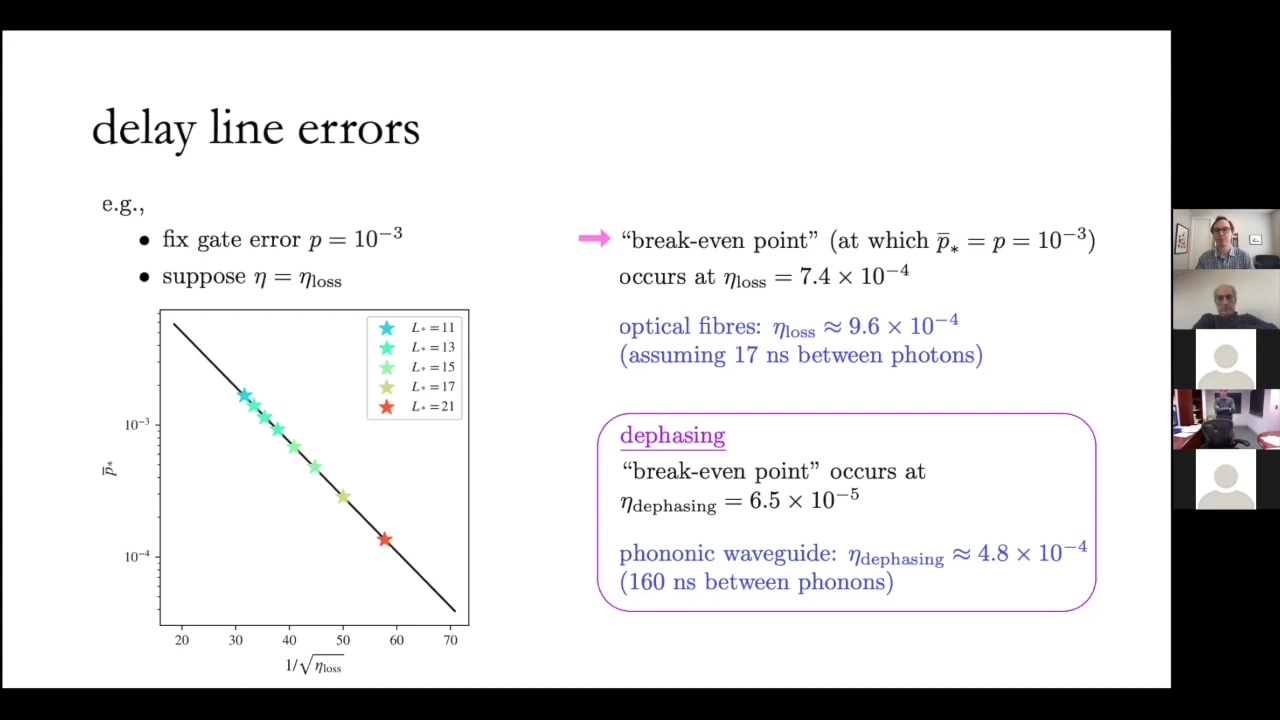 delay line errors
e.g.,
• fix gate error p = 10⁻³
• suppose η = η_loss
L* = 11
L* = 13
L* = 15
L* = 17
L* = 21
10⁻³
10⁻⁴
p̄*
20 30 40 50 60 70
1/√η_loss
“break-even point” (at which p̄* = p = 10⁻³)
occurs at η_loss = 7.4 × 10⁻⁴
optical fibres: η_loss ≈ 9.6 × 10⁻⁴
(assuming 17 ns between photons)
dephasing
“break-even point” occurs at
η_dephasing = 6.5 × 10⁻⁵
phononic waveguide: η_dephasing ≈ 4.8 × 10⁻⁴
(160 ns between phonons)